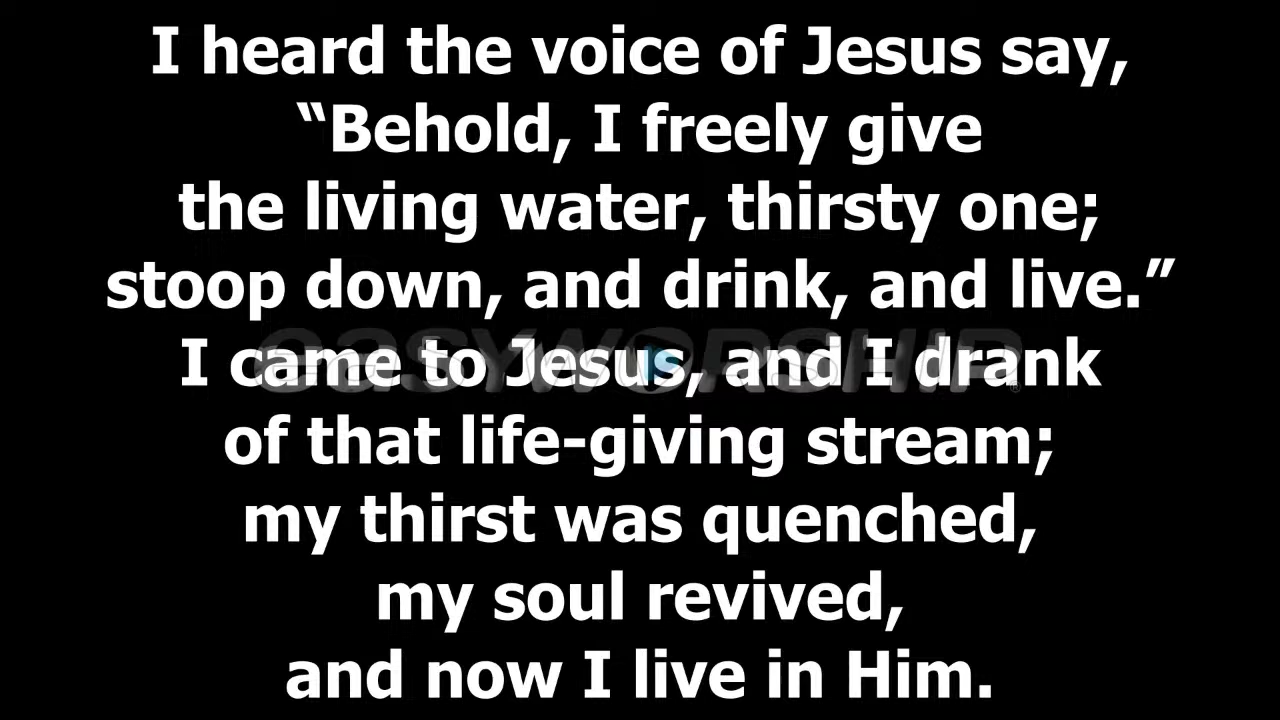 I heard the voice of Jesus say,
“Behold, I freely give
the living water, thirsty one;
stoop down, and drink, and live.”
easyworship®
I came to Jesus, and I drank
of that life-giving stream;
my thirst was quenched,
my soul revived,
and now I live in Him.